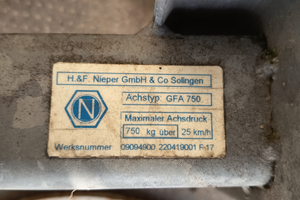 H.&F. Nieper GmbH & Co Solingen
N
Achstyp: GFA 750
Maximaler Achsdruck
750 kg über 25 km/h
Werksnummer 09094900 220419001 F-17